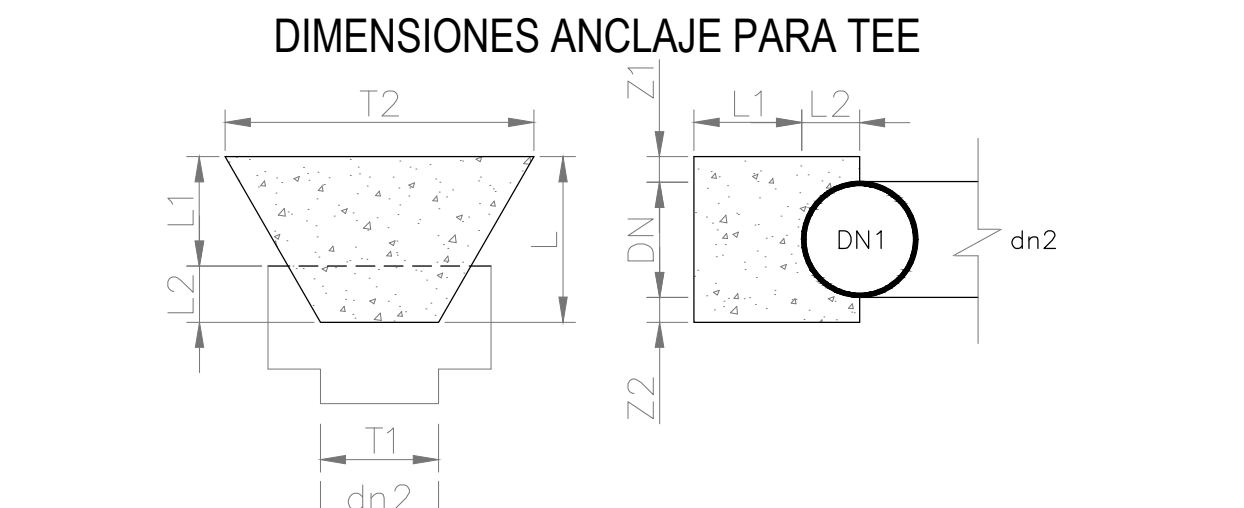 DIMENSIONES ANCLAJE PARA TEE
T2
L1
L2
L
T1
dn2
Z1
L1
L2
DN
DN1
dn2
Z2